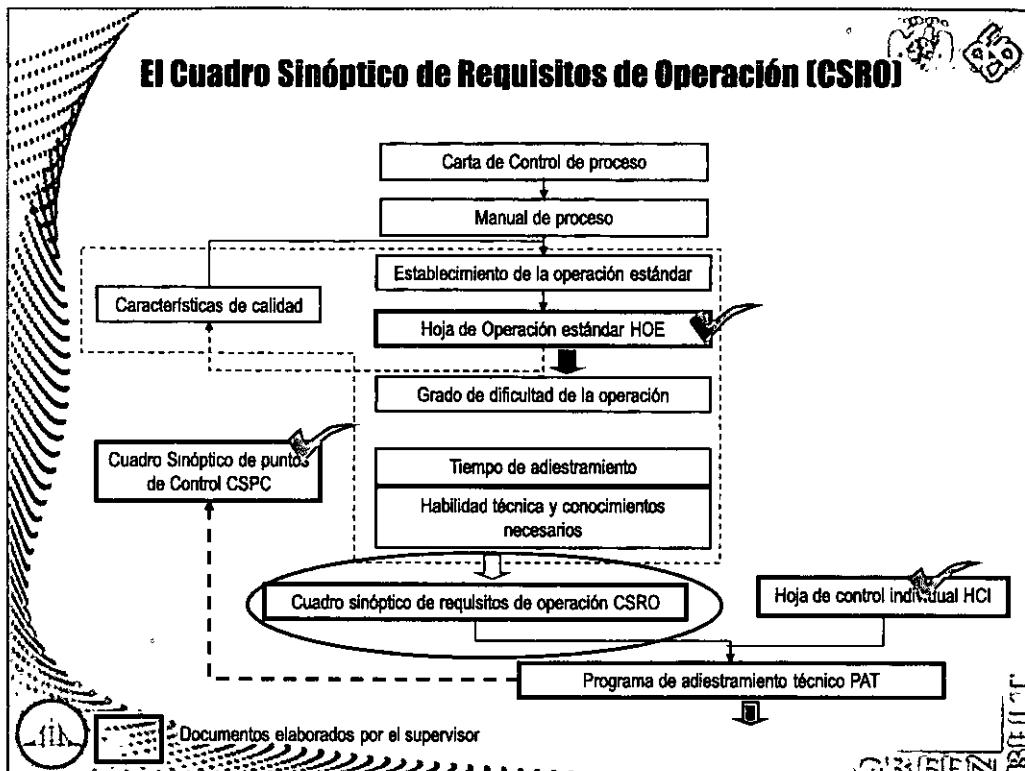 El Cuadro Sinóptico de Requisitos de Operación (CSRO)
Carta de Control de proceso
Manual de proceso
Establecimiento de la operación estándar
Características de calidad
Hoja de Operación estándar HOE
Grado de dificultad de la operación
Cuadro Sinóptico de puntos
de Control CSPC
Tiempo de adiestramiento
Habilidad técnica y conocimientos
necesarios
Cuadro sinóptico de requisitos de operación CSRO
Hoja de control individual HCI
Programa de adiestramiento técnico PAT
Documentos elaborados por el supervisor